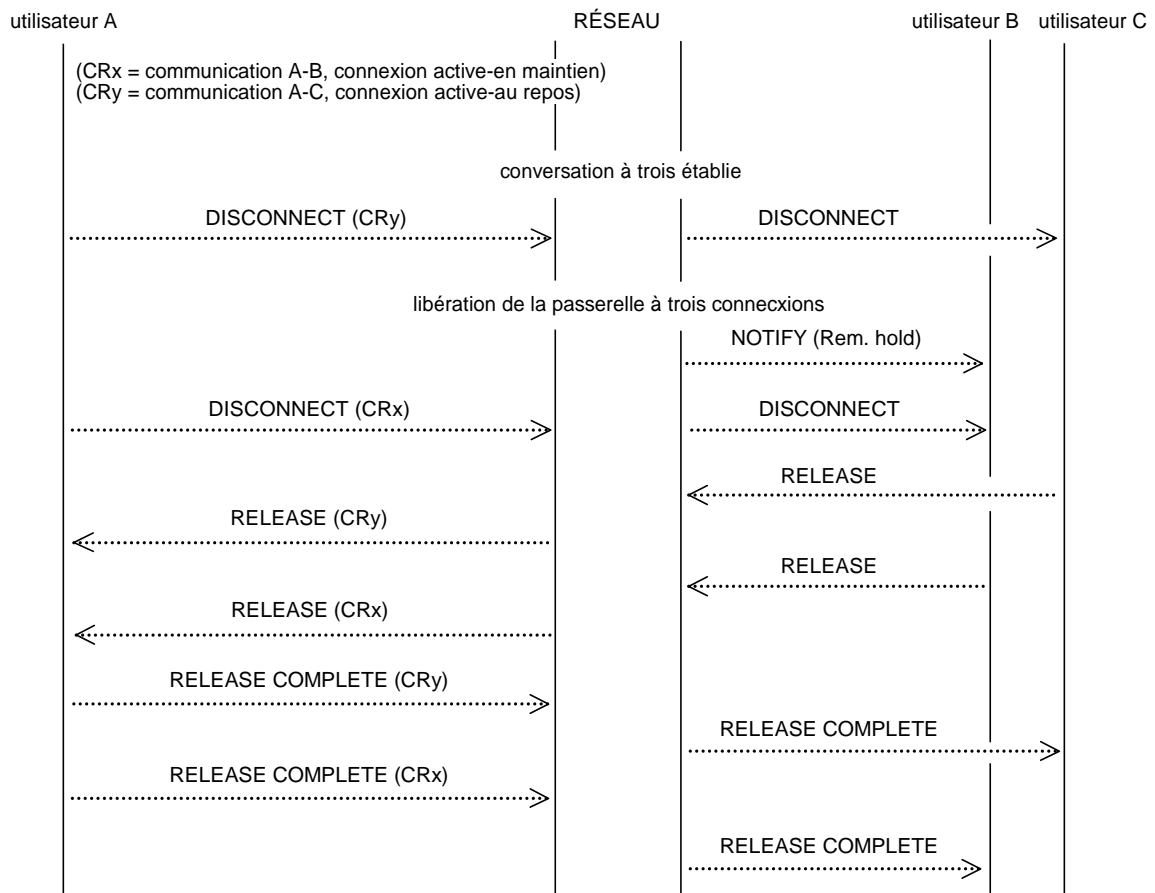 utilisateur A RÉSEAU utilisateur B utilisateur C
(CRx = communication A-B, connexion active-en maintien)
(CRy = communication A-C, connexion active-au repos)
conversation à trois établie
DISCONNECT (CRy) DISCONNECT
libération de la passerelle à trois connecxions
NOTIFY (Rem. hold)
DISCONNECT (CRx) DISCONNECT
RELEASE
RELEASE (CRy)
RELEASE
RELEASE (CRx)
RELEASE COMPLETE (CRy)
RELEASE COMPLETE
RELEASE COMPLETE (CRx)
RELEASE COMPLETE